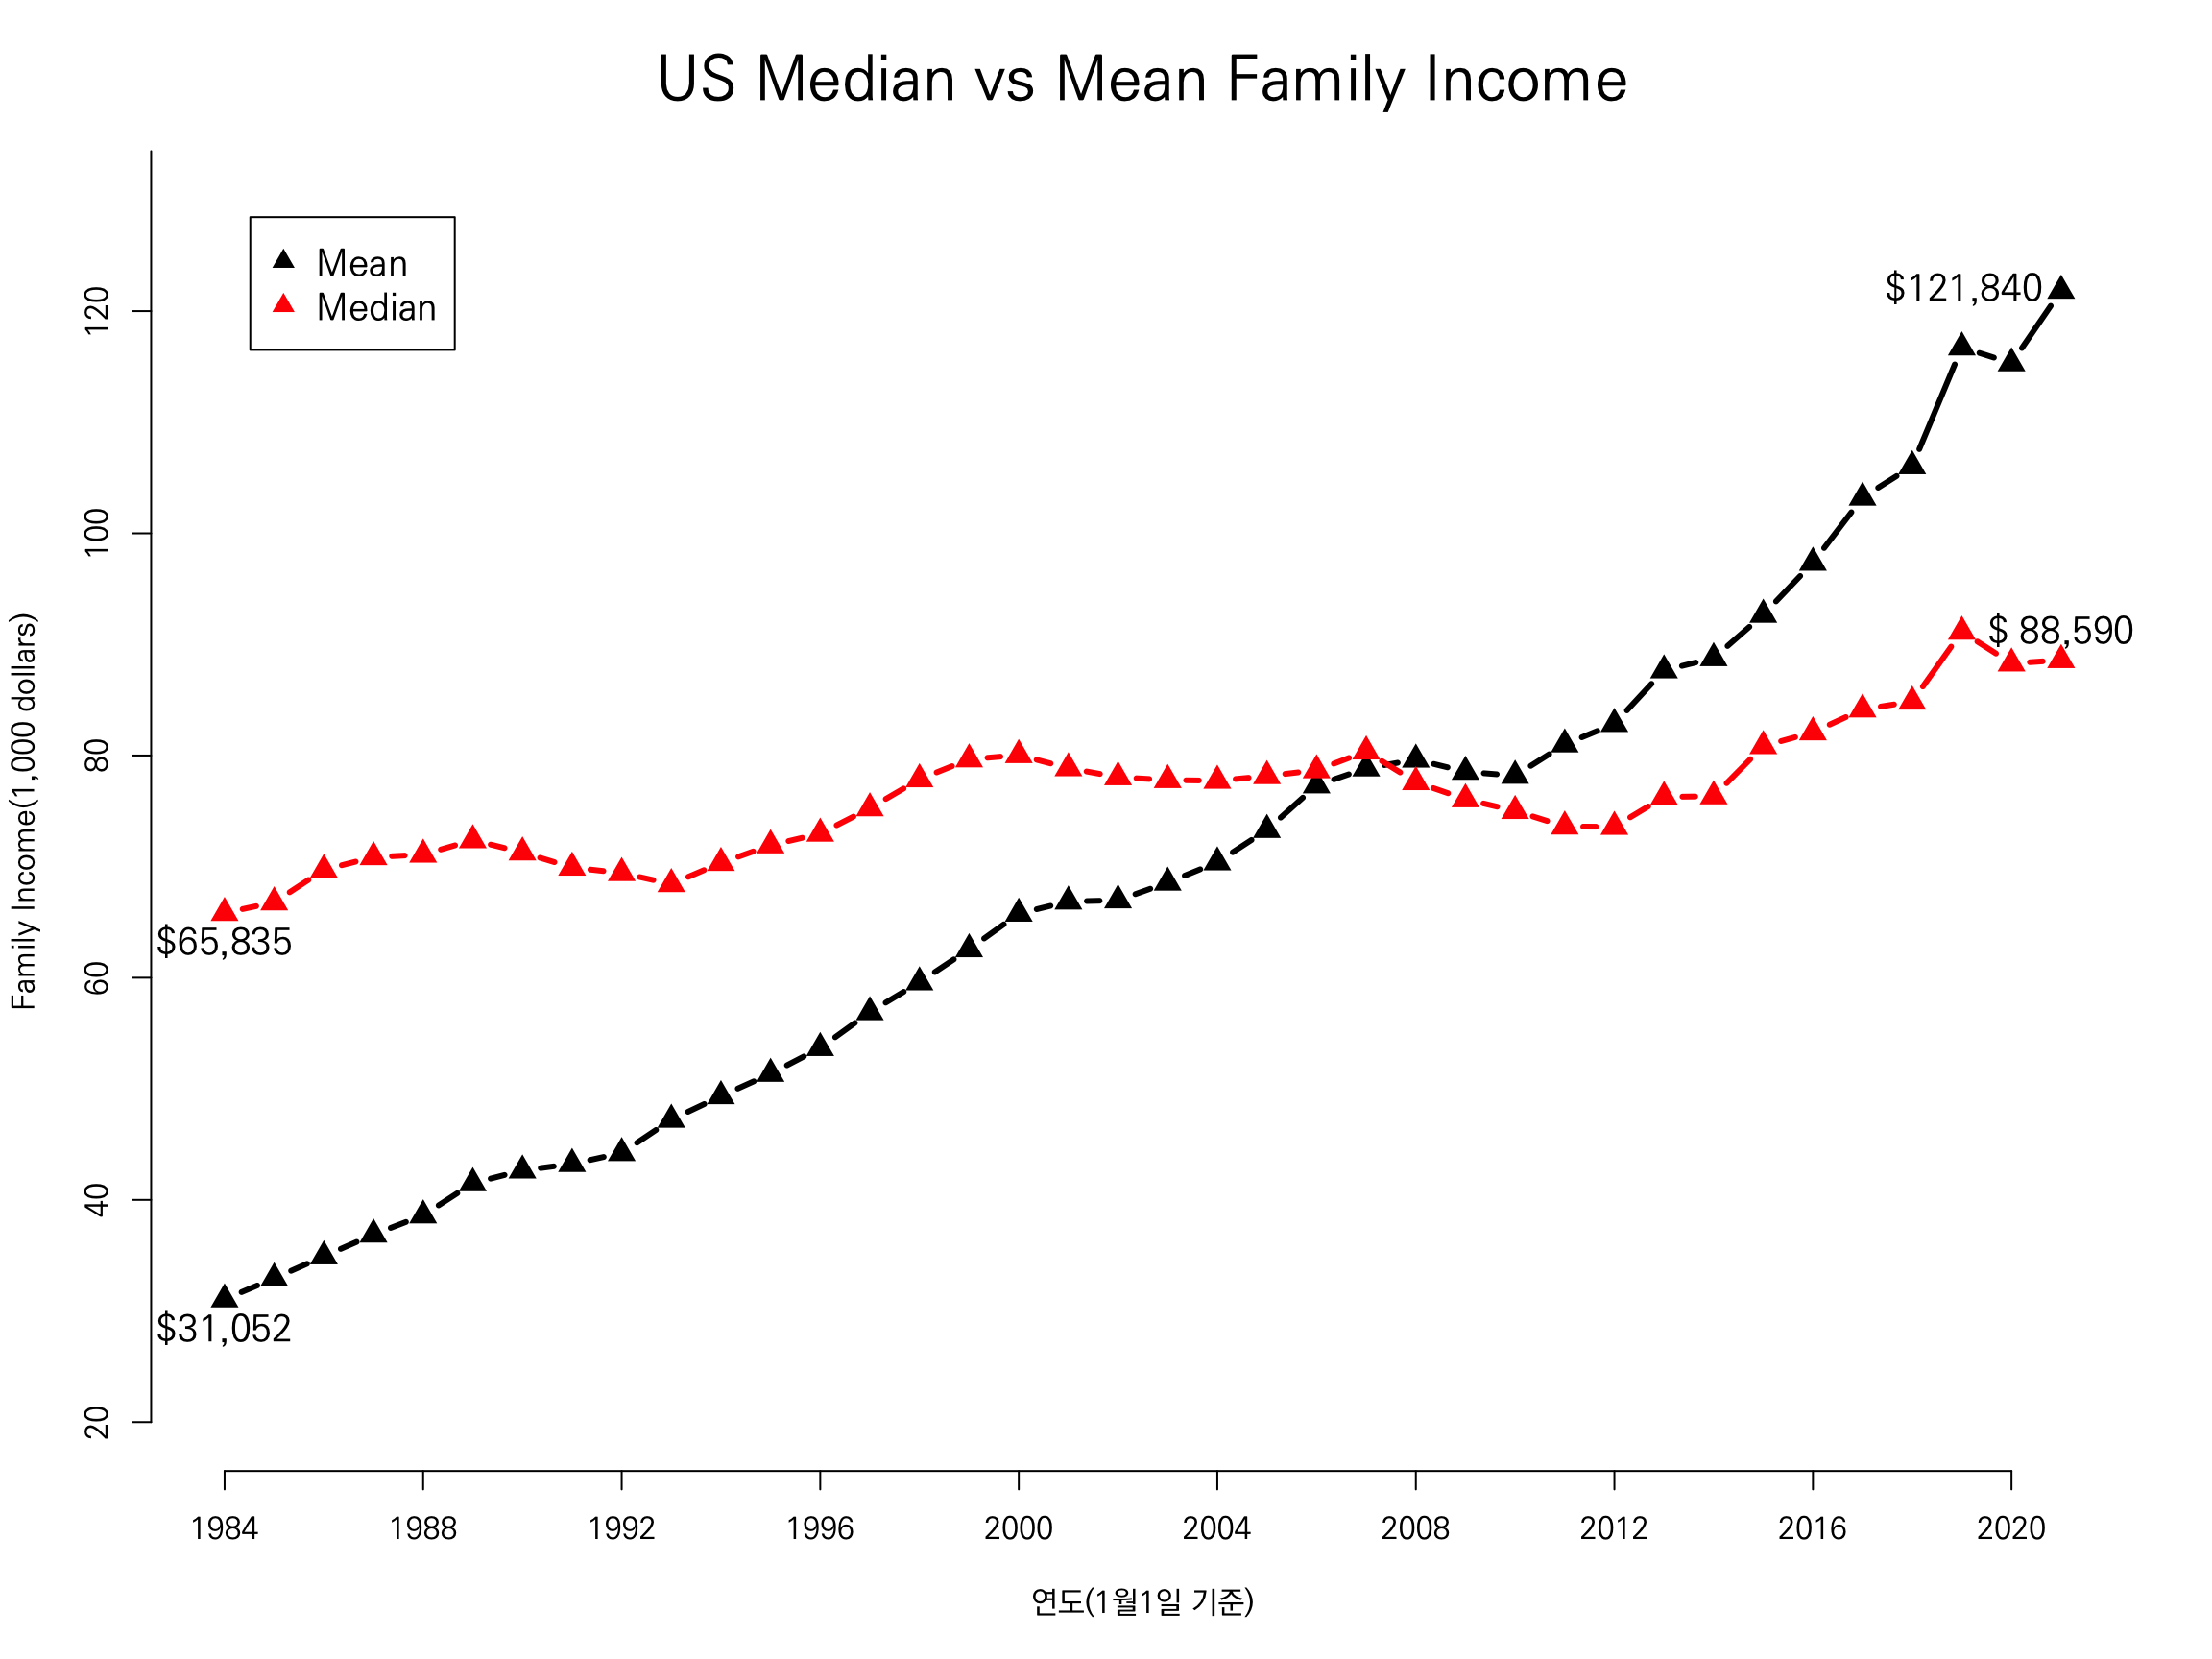 US Median vs Mean Family Income
Mean
Median
$121,840
$ 88,590
$65,835
$31,052
Family Income(1,000 dollars)
120
100
80
60
40
20
1984 1988 1992 1996 2000 2004 2008 2012 2016 2020
연도(1월1일 기준)